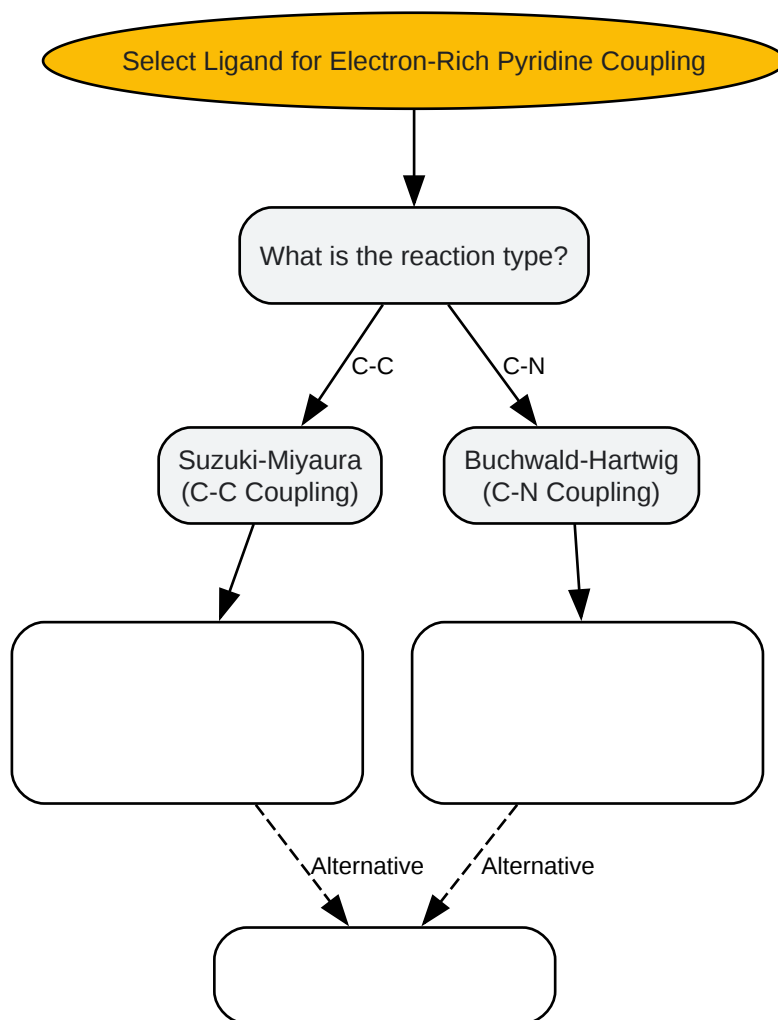 Select Ligand for Electron-Rich Pyridine Coupling
What is the reaction type?
C-C
C-N
Suzuki-Miyaura
(C-C Coupling)
Buchwald-Hartwig
(C-N Coupling)
Alternative
Alternative